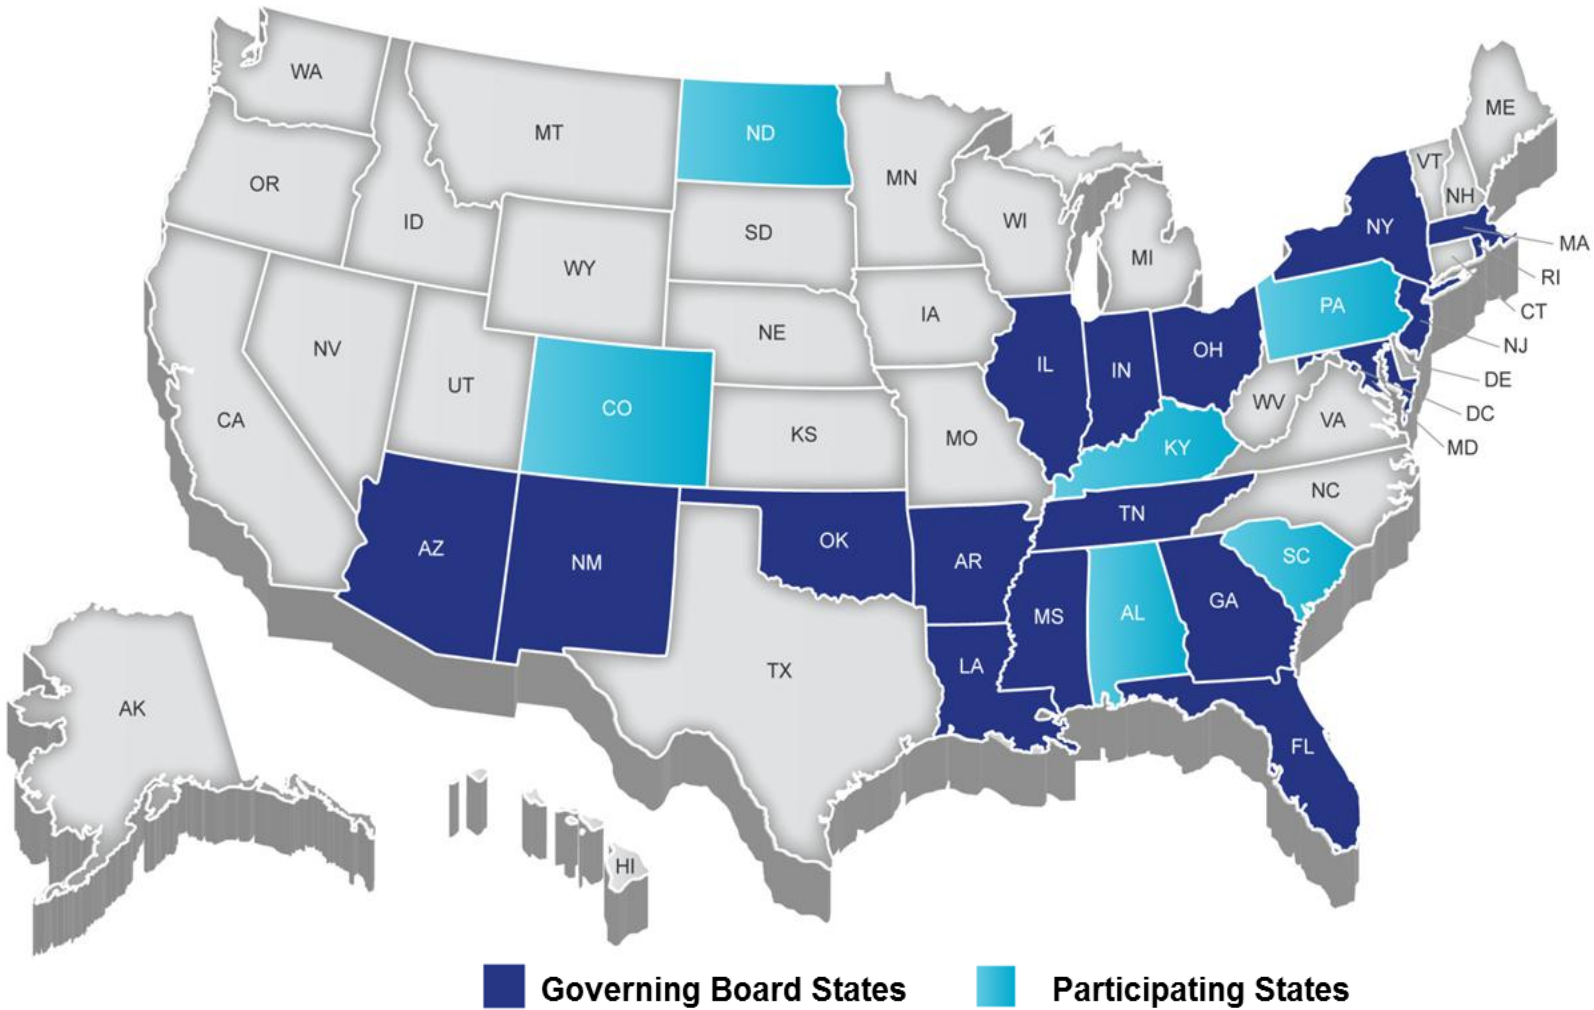 WA
MT
ND
MN
ME
VT
NH
OR
ID
SD
WI
NY
MA
WY
MI
RI
IA
PA
CT
NV
NE
OH
NJ
UT
IL
IN
DE
CA
CO
KS
MO
KY
WV
VA
DC
MD
NC
AZ
NM
OK
AR
TN
SC
MS
AL
GA
TX
LA
AK
FL
HI
Governing Board States
Participating States